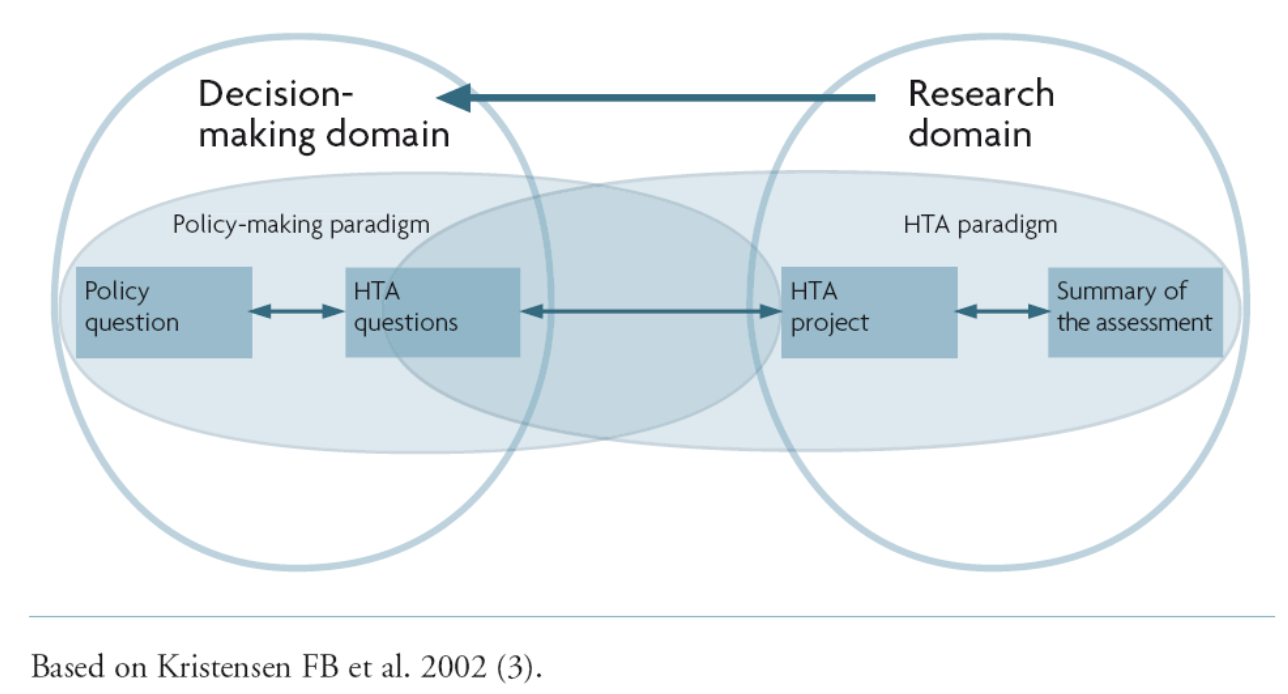 Decision-
making domain
Research
domain
Policy-making paradigm
HTA paradigm
Policy
question
HTA
questions
HTA
project
Summary of
the assessment
Based on Kristensen FB et al. 2002 (3).